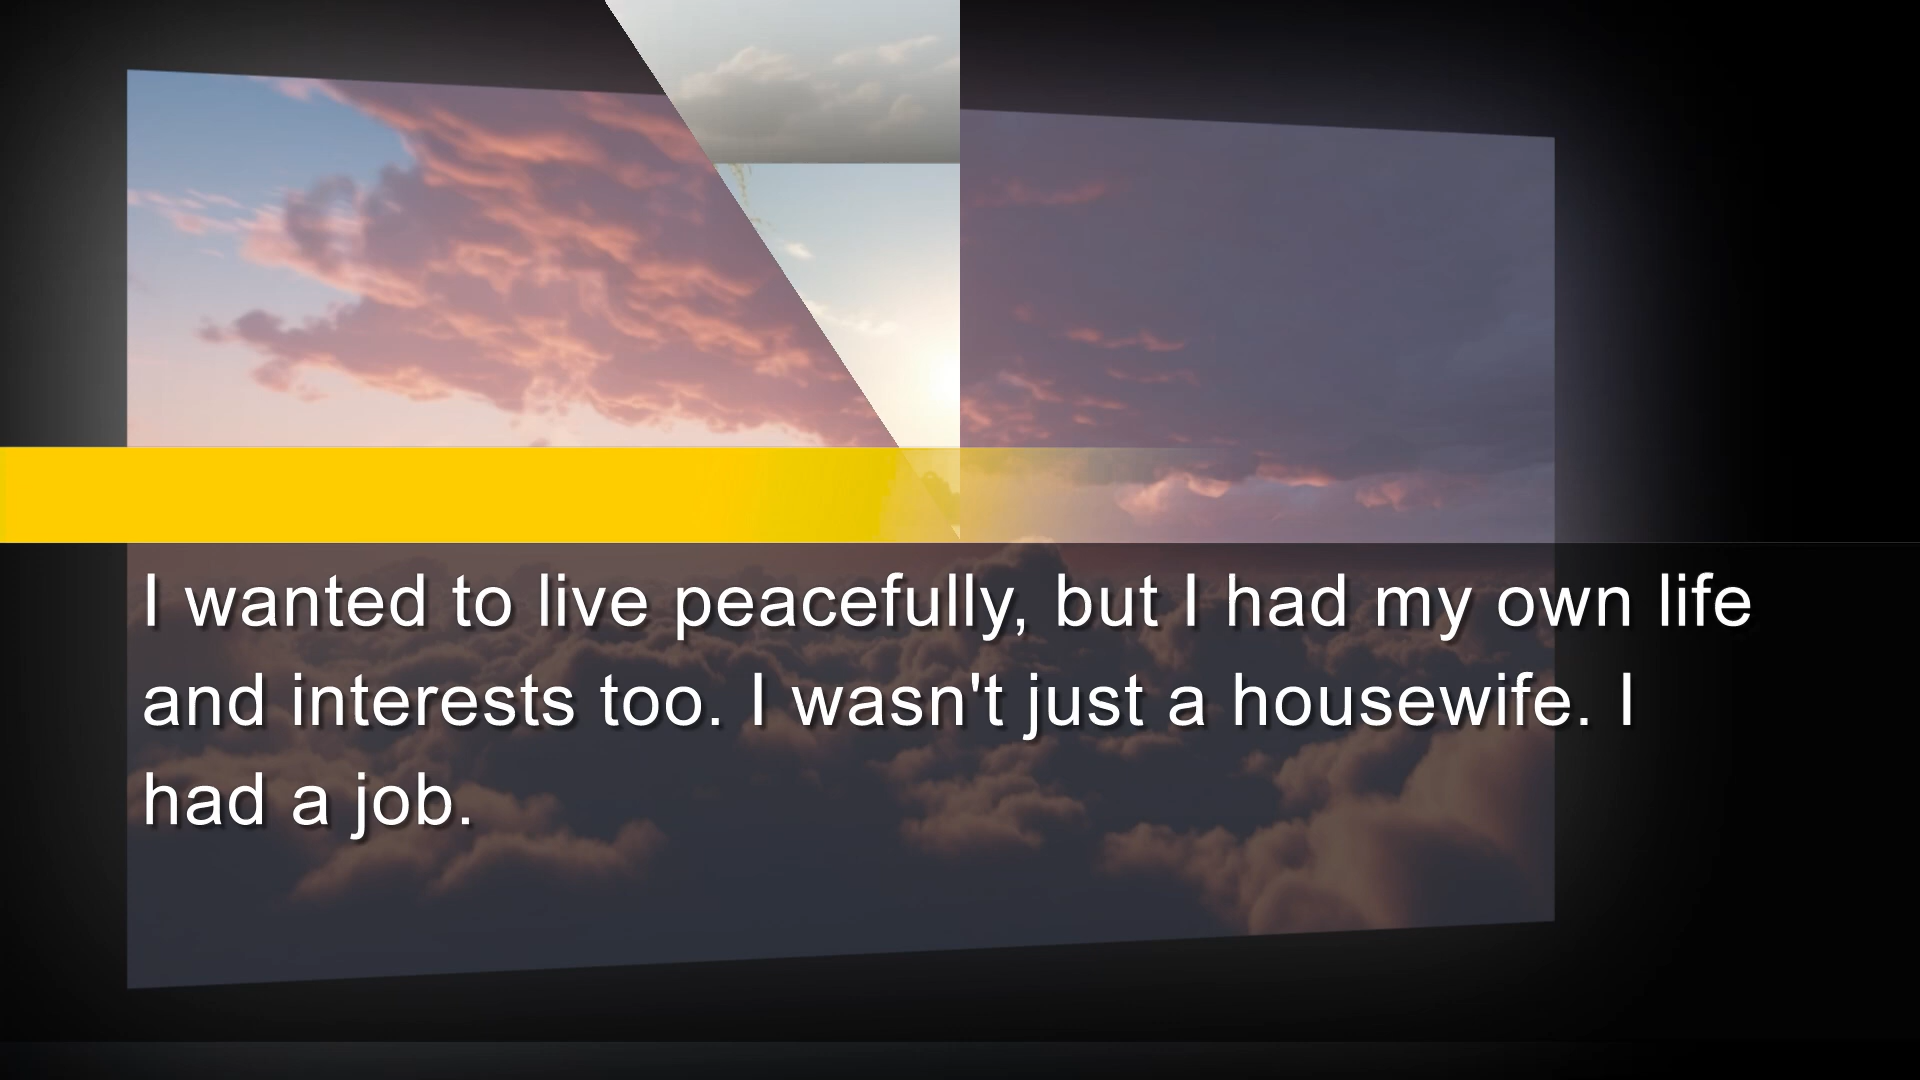 I wanted to live peacefully, but I had my own life
and interests too. I wasn't just a housewife. I
had a job.